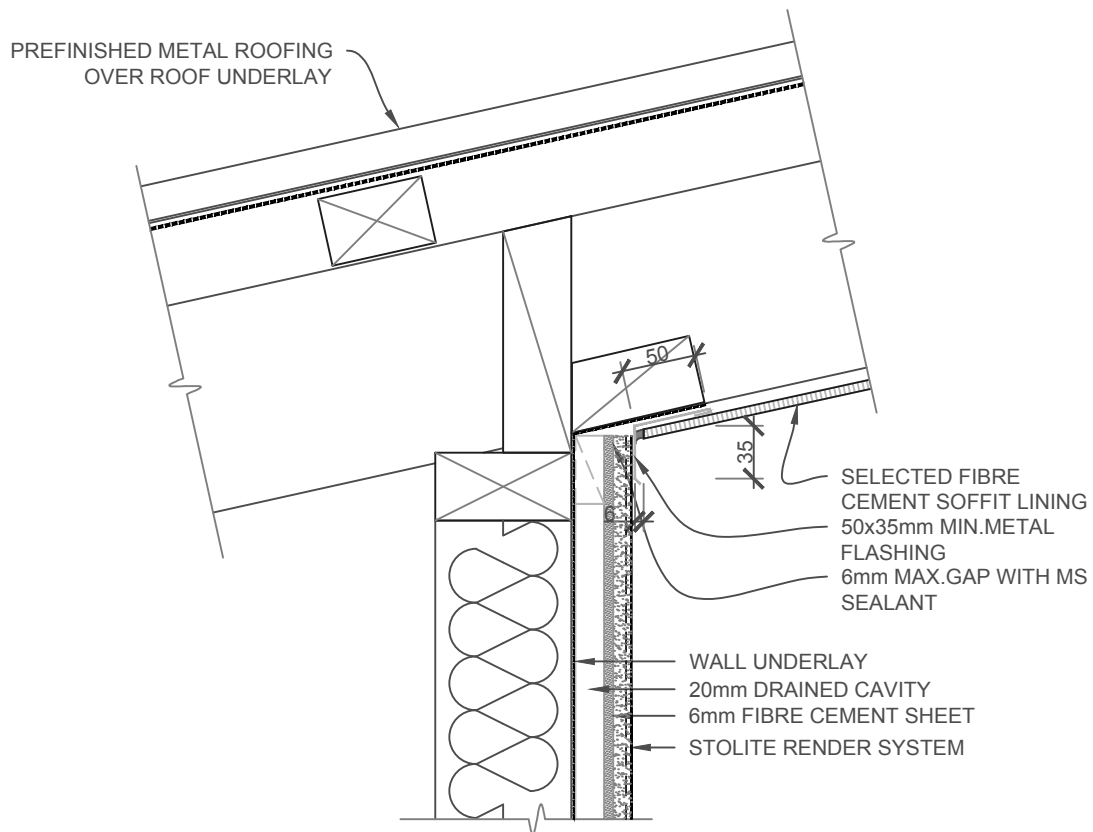 PREFINISHED METAL ROOFING
OVER ROOF UNDERLAY
50
35
6
SELECTED FIBRE
CEMENT SOFFIT LINING
50x35mm MIN.METAL
FLASHING
6mm MAX.GAP WITH MS
SEALANT
WALL UNDERLAY
20mm DRAINED CAVITY
6mm FIBRE CEMENT SHEET
STOLITE RENDER SYSTEM